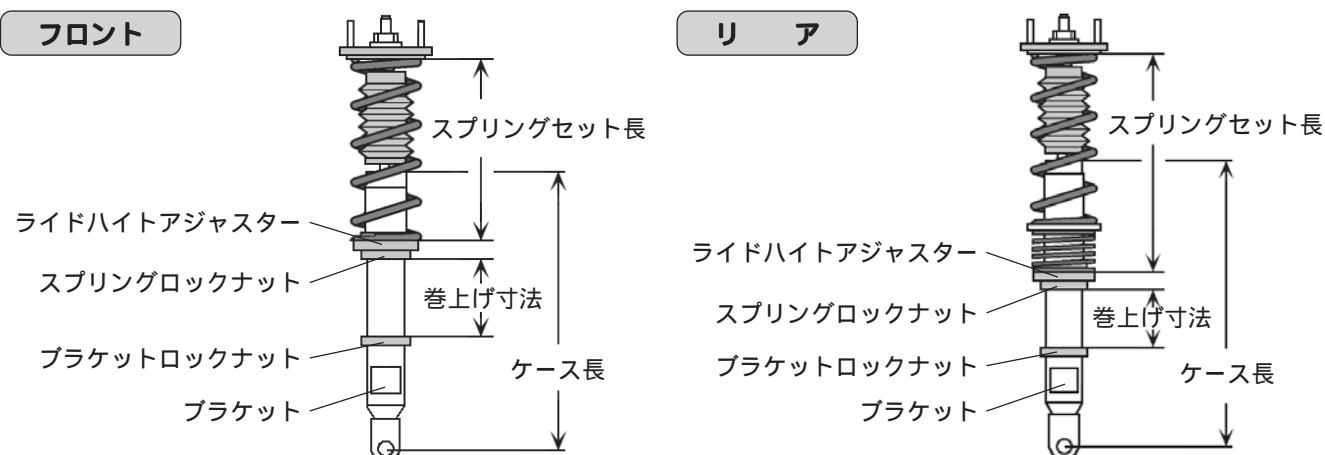 フロント
スプリングセット長
ライドハイトアジャスター
スプリングロックナット
巻上げ寸法
ブラケットロックナット
ケース長
ブラケット
リ　ア
スプリングセット長
ライドハイトアジャスター
スプリングロックナット
巻上げ寸法
ブラケットロックナット
ケース長
ブラケット